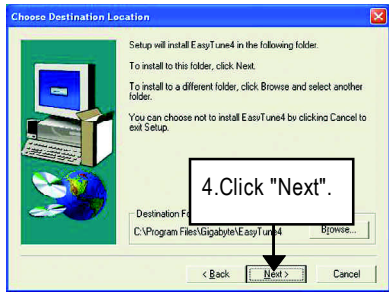 Choose Destination Location
Setup will install EasyTune4 in the following folder.
To install to this folder, click Next.
To install to a different folder, click Browse and select another
folder.
You can choose not to install EasyTune4 by clicking Cancel to
exit Setup.
4.Click "Next".
Destination Fo
C:\Program Files\Gigabyte\EasyTune4
Browse...
< Back
Next >
Cancel